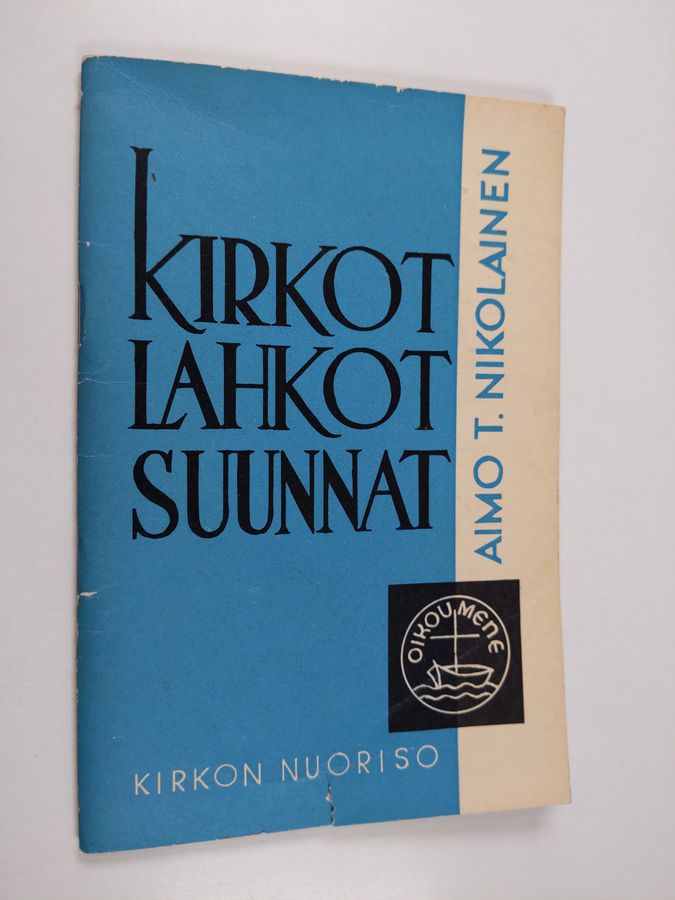 KIRKOT
LAHKOT
SUUNNAT
AIMO T. NIKOLAINEN
OIKOUMENE
KIRKON NUORISO